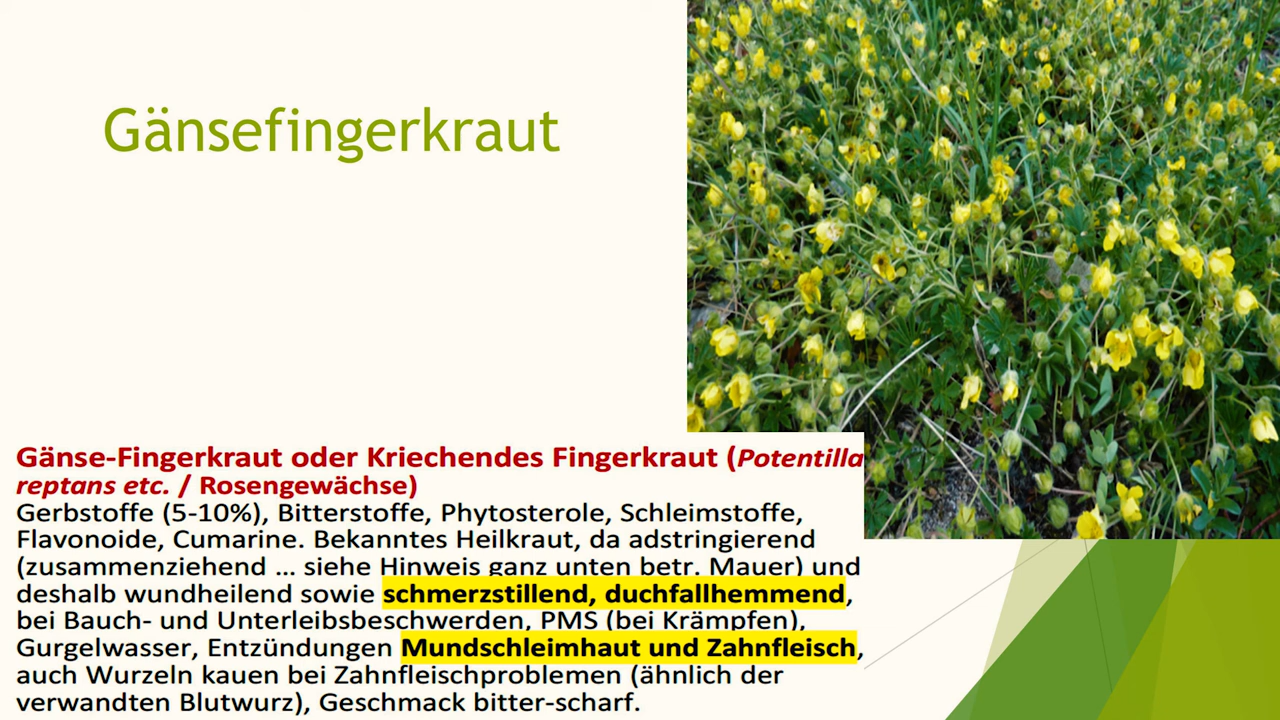 Gänsefingerkraut
Gänse-Fingerkraut oder Kriechendes Fingerkraut (Potentilla
reptans etc. / Rosengewächse)
Gerbstoffe (5-10%), Bitterstoffe, Phytosterole, Schleimstoffe,
Flavonoide, Cumarine. Bekanntes Heilkraut, da adstringierend
(zusammenziehend ... siehe Hinweis ganz unten betr. Mauer) und
deshalb wundheilend sowie schmerzstillend, duchfallhemmend,
bei Bauch- und Unterleibsbeschwerden, PMS (bei Krämpfen),
Gurgelwasser, Entzündungen Mundschleimhaut und Zahnfleisch,
auch Wurzeln kauen bei Zahnfleischproblemen (ähnlich der
verwandten Blutwurz), Geschmack bitter-scharf.